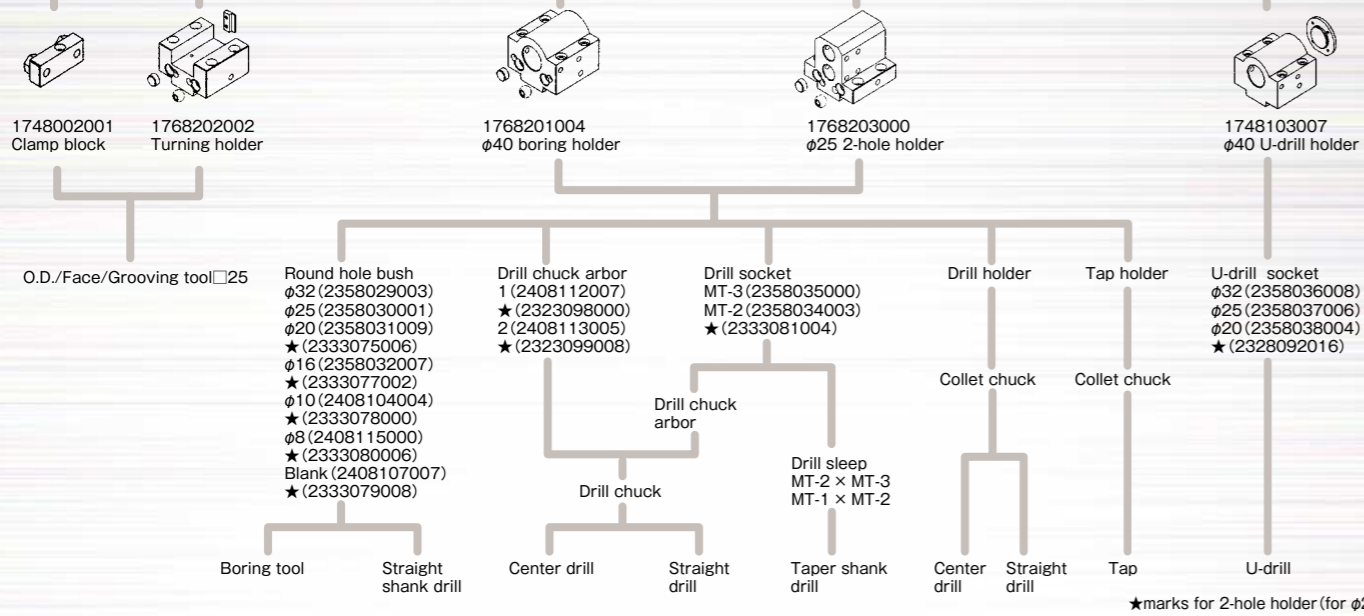 1748002001
Clamp block
1768202002
Turning holder
1768201004
φ40 boring holder
1768203000
φ25 2-hole holder
1748103007
φ40 U-drill holder
O.D./Face/Grooving tool□25
Round hole bush
φ32(2358029003)
φ25(2358030001)
φ20(2358031009)
★(2333075006)
φ16(2358032007)
★(2333077002)
φ10(2408104004)
★(2333078000)
φ8(2408115000)
★(2333080006)
Blank(2408107007)
★(2333079008)
Drill chuck arbor
1(2408112007)
★(2323098000)
2(2408113005)
★(2323099008)
Drill socket
MT-3(2358035000)
MT-2(2358034003)
★(2333081004)
Drill holder
Tap holder
U-drill socket
φ32(2358036008)
φ25(2358037006)
φ20(2358038004)
★(2328092016)
Drill chuck
arbor
Collet chuck
Collet chuck
Drill chuck
Drill sleep
MT-2 × MT-3
MT-1 × MT-2
Boring tool
Straight
shank drill
Center drill
Straight
drill
Taper shank
drill
Center
drill
Straight
drill
Tap
U-drill
★marks for 2-hole holder(for